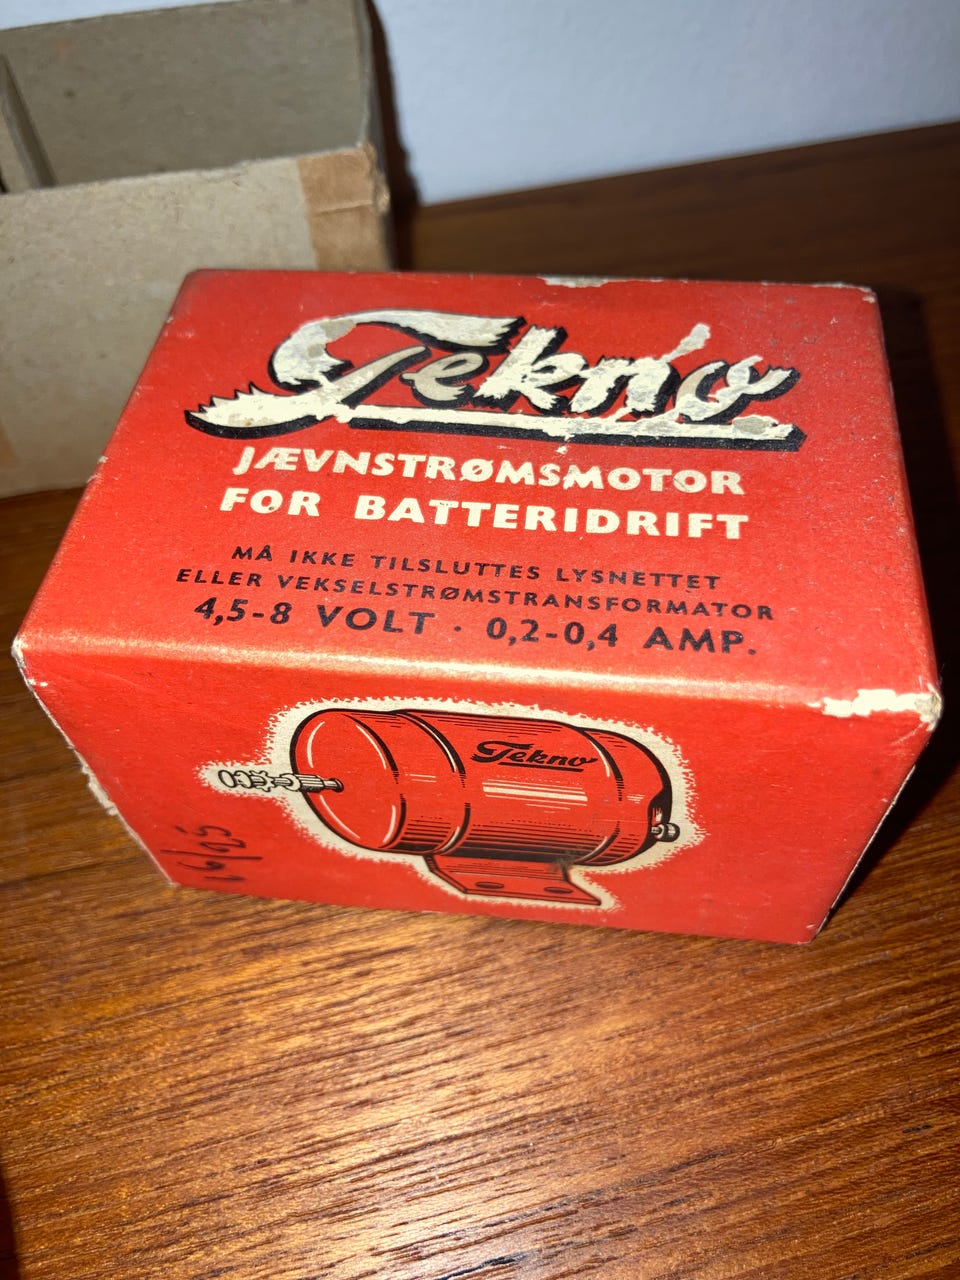 Tekno
JÆVNSTRØMSMOTOR
FOR BATTERIDRIFT
MÅ IKKE TILSLUTTES LYSNETTET
ELLER VEKSELSTRØMSTRANSFORMATOR
4,5-8 VOLT · 0,2-0,4 AMP.
Tekno